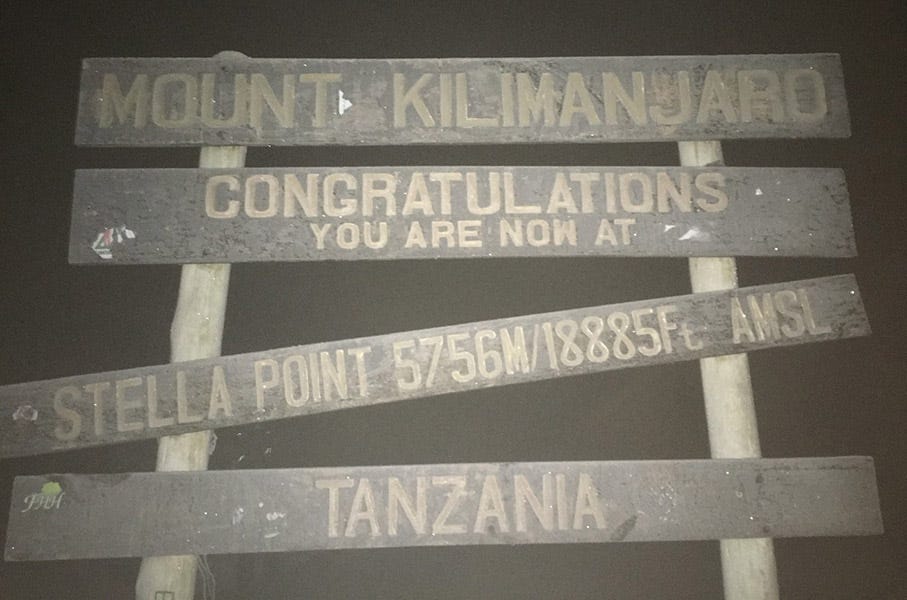 MOUNT KILIMANJARO
CONGRATULATIONS
YOU ARE NOW AT
STELLA POINT 5756M/18885Ft AMSL
TANZANIA